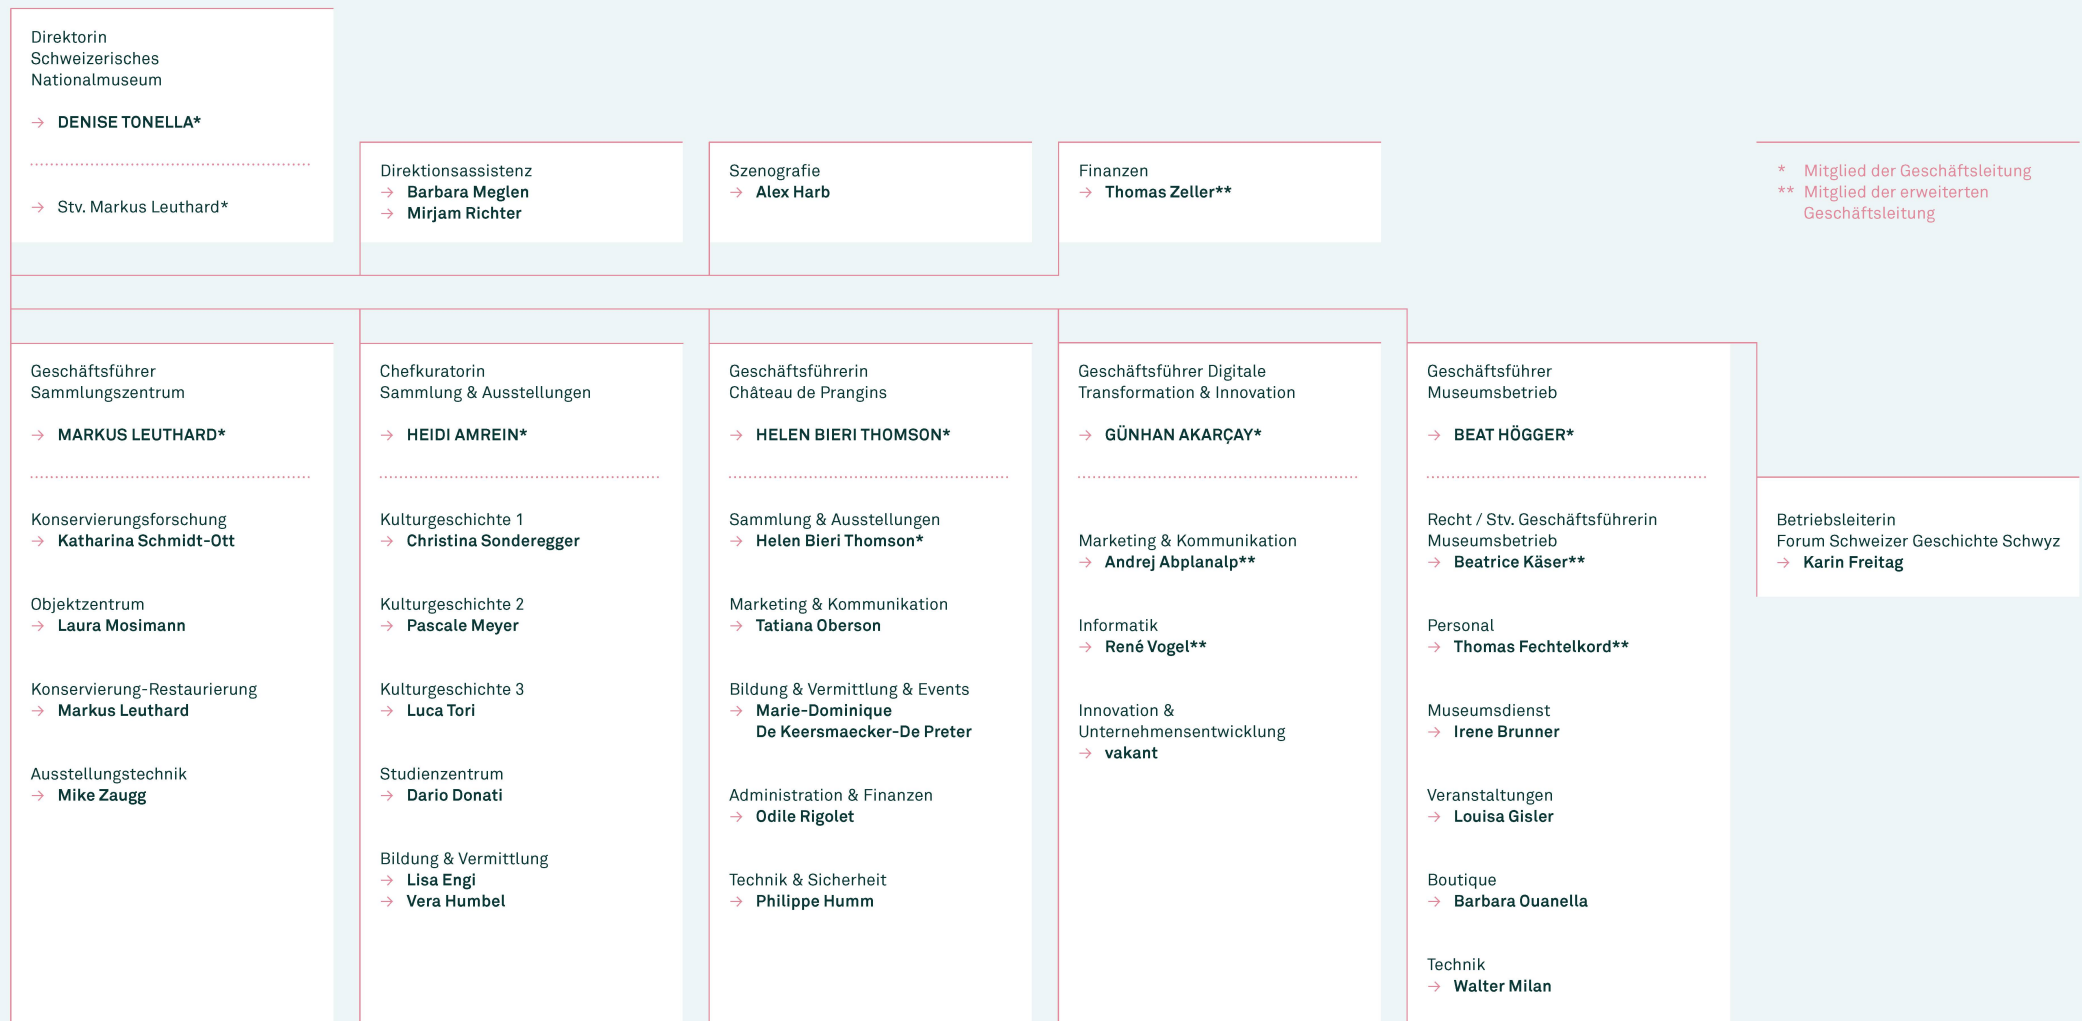 Direktorin
Schweizerisches
Nationalmuseum
→ DENISE TONELLA*
→ Stv. Markus Leuthard*
Direktionsassistenz
→ Barbara Meglen
→ Mirjam Richter
Szenografie
→ Alex Harb
Finanzen
→ Thomas Zeller**
* Mitglied der Geschäftsleitung
** Mitglied der erweiterten
Geschäftsleitung
Geschäftsführer
Sammlungszentrum
→ MARKUS LEUTHARD*
Konservierungsforschung
→ Katharina Schmidt-Ott
Objektzentrum
→ Laura Mosimann
Konservierung-Restaurierung
→ Markus Leuthard
Ausstellungstechnik
→ Mike Zaugg
Chefkuratorin
Sammlung & Ausstellungen
→ HEIDI AMREIN*
Kulturgeschichte 1
→ Christina Sonderegger
Kulturgeschichte 2
→ Pascale Meyer
Kulturgeschichte 3
→ Luca Tori
Studienzentrum
→ Dario Donati
Bildung & Vermittlung
→ Lisa Engi
→ Vera Humbel
Geschäftsführerin
Château de Prangins
→ HELEN BIERI THOMSON*
Sammlung & Ausstellungen
→ Helen Bieri Thomson*
Marketing & Kommunikation
→ Tatiana Oberson
Bildung & Vermittlung & Events
→ Marie-Dominique
De Keersmaecker-De Preter
Administration & Finanzen
→ Odile Rigolet
Technik & Sicherheit
→ Philippe Humm
Geschäftsführer Digitale
Transformation & Innovation
→ GÜNHAN AKARÇAY*
Marketing & Kommunikation
→ Andrej Abplanalp**
Informatik
→ René Vogel**
Innovation &
Unternehmensentwicklung
→ vakant
Geschäftsführer
Museumsbetrieb
→ BEAT HÖGGER*
Recht / Stv. Geschäftsführerin
Museumsbetrieb
→ Beatrice Käser**
Personal
→ Thomas Fechtelkord**
Museumsdienst
→ Irene Brunner
Veranstaltungen
→ Louisa Gisler
Boutique
→ Barbara Ouanella
Technik
→ Walter Milan
Betriebsleiterin
Forum Schweizer Geschichte Schwyz
→ Karin Freitag